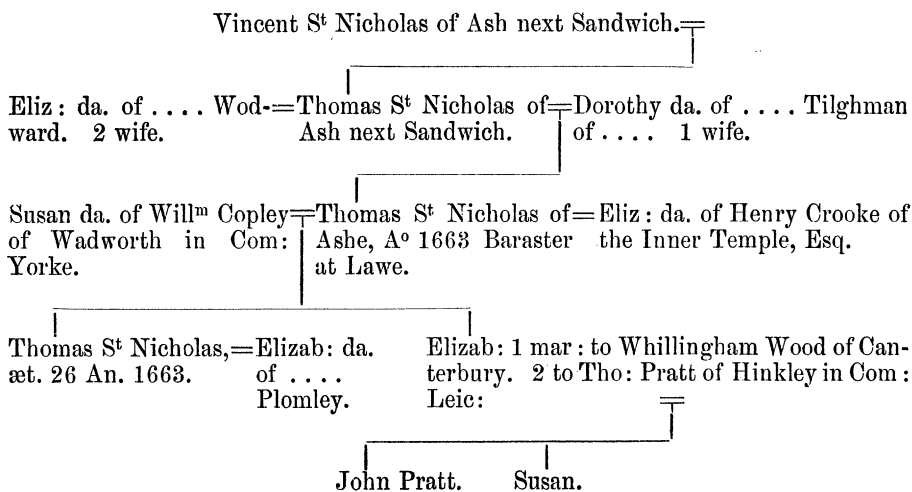 Vincent Sᵗ Nicholas of Ash next Sandwich.
Eliz : da. of . . . . Wod-=Thomas Sᵗ Nicholas of=Dorothy da. of . . . . Tilghman
ward. 2 wife. Ash next Sandwich. of . . . . 1 wife.
Susan da. of Willᵐ Copley=Thomas Sᵗ Nicholas of=Eliz : da. of Henry Crooke of
of Wadworth in Com: Ashe, Aᵒ 1663 Baraster the Inner Temple, Esq.
Yorke. at Lawe.
Thomas Sᵗ Nicholas,=Elizab: da. Elizab: 1 mar : to Whillingham Wood of Can-
æt. 26 An. 1663. of . . . . terbury. 2 to Tho: Pratt of Hinkley in Com :
Plomley. Leic:
John Pratt. Susan.